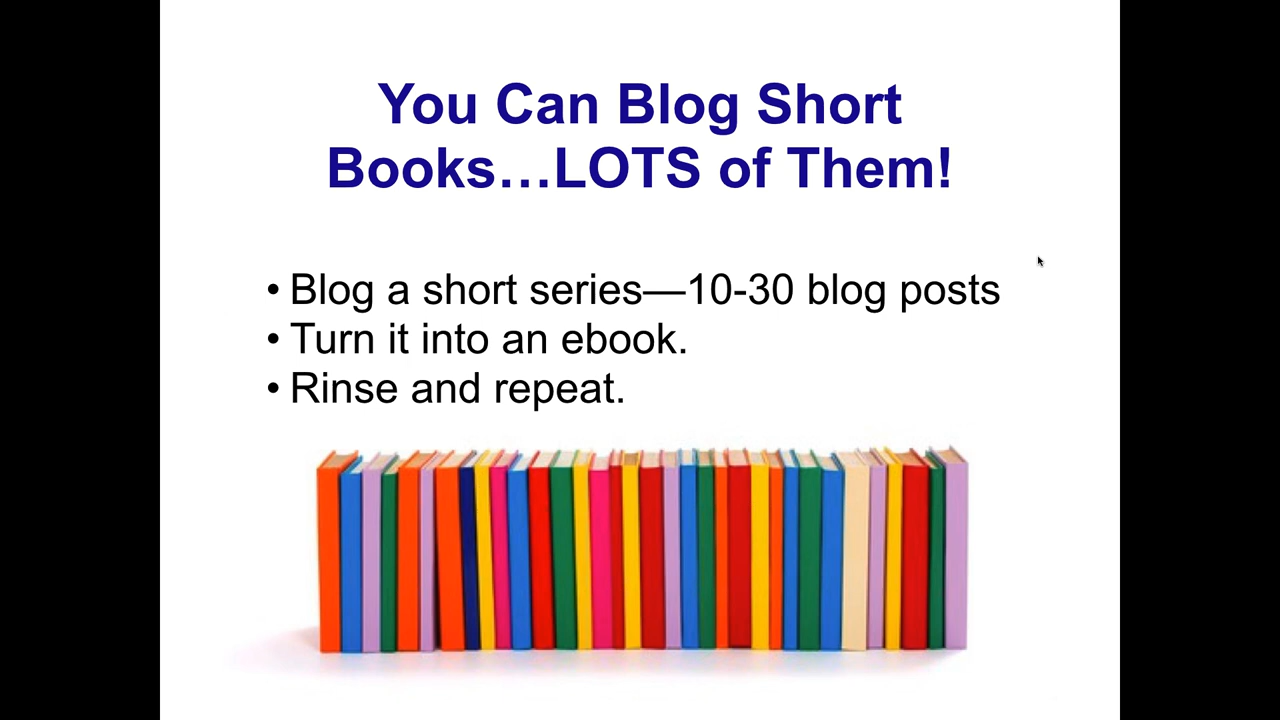 You Can Blog Short
Books…LOTS of Them!
• Blog a short series—10-30 blog posts
• Turn it into an ebook.
• Rinse and repeat.